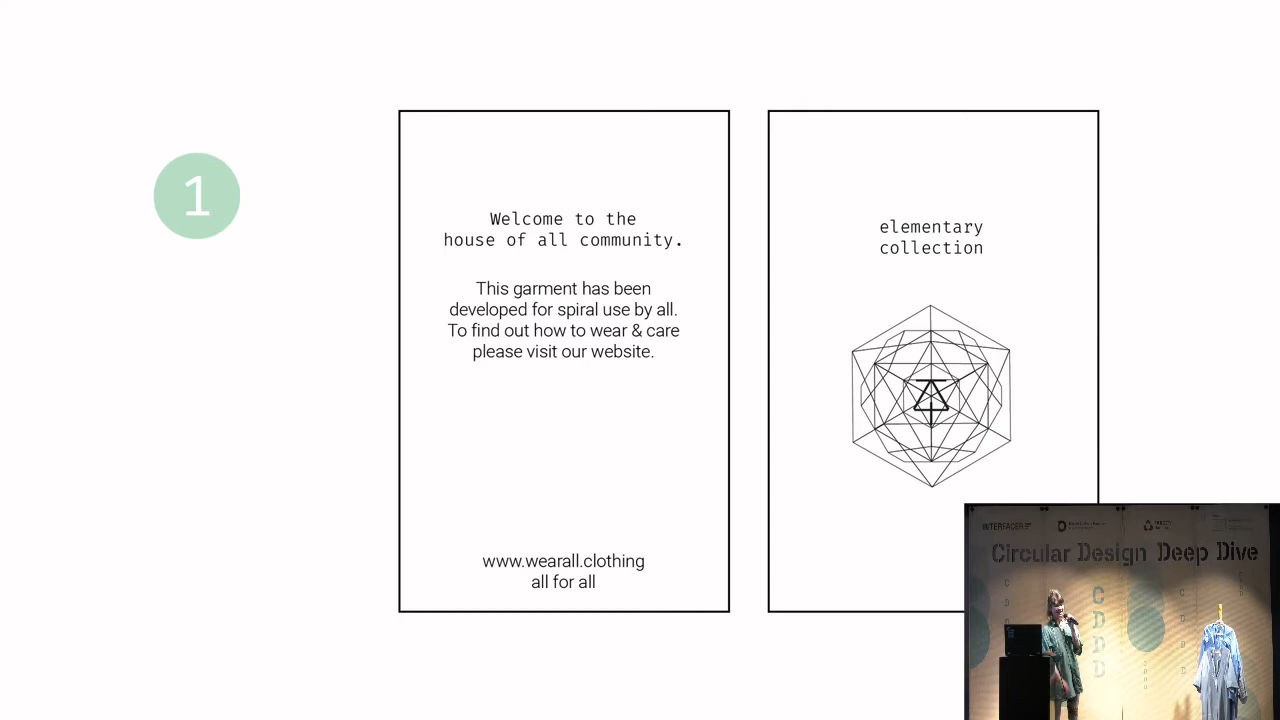 1
Welcome to the
house of all community.
This garment has been
developed for spiral use by all.
To find out how to wear & care
please visit our website.
www.wearall.clothing
all for all
elementary
collection
INTERFACER
Circular Design Deep Dive
C
D
D
D